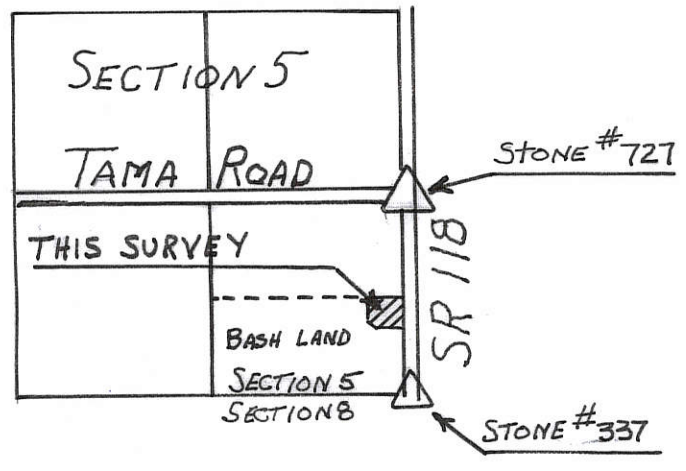 SECTION 5
STONE #727
TAMA ROAD
THIS SURVEY
SR 118
BASH LAND
SECTION 5
SECTION 8
STONE #337